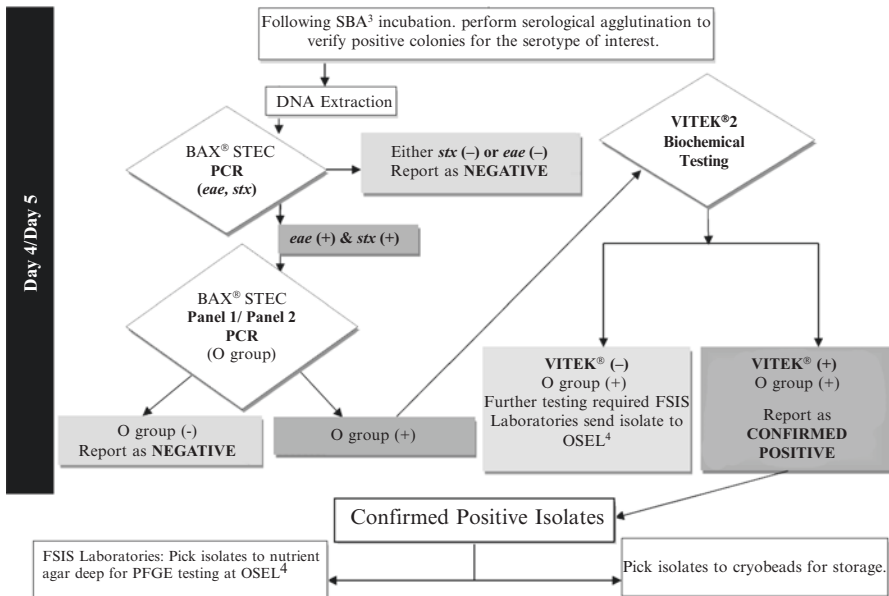 Day 4/Day 5
Following SBA³ incubation. perform serological agglutination to
verify positive colonies for the serotype of interest.
DNA Extraction
BAX® STEC
PCR
(eae, stx)
Either stx (–) or eae (–)
Report as NEGATIVE
VITEK®2
Biochemical
Testing
eae (+) & stx (+)
BAX® STEC
Panel 1/ Panel 2
PCR
(O group)
O group (-)
Report as NEGATIVE
O group (+)
VITEK® (–)
O group (+)
Further testing required FSIS
Laboratories send isolate to
OSEL⁴
VITEK® (+)
O group (+)
Report as
CONFIRMED
POSITIVE
Confirmed Positive Isolates
FSIS Laboratories: Pick isolates to nutrient
agar deep for PFGE testing at OSEL⁴
Pick isolates to cryobeads for storage.